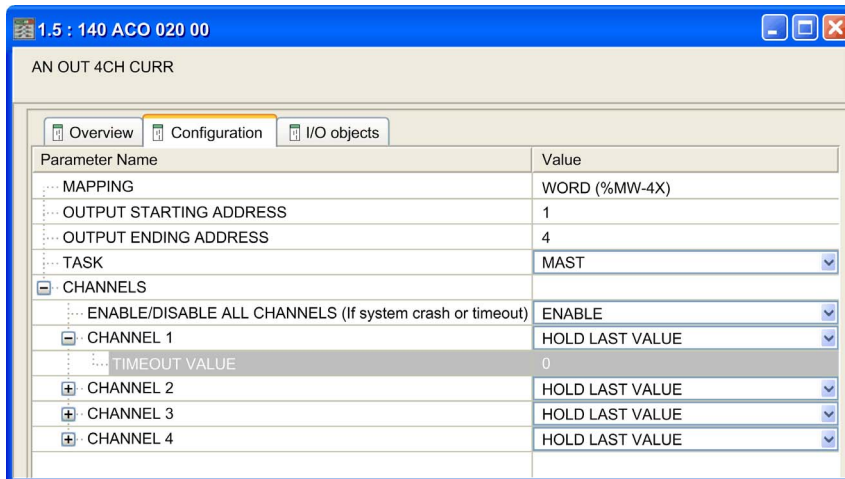 1.5 : 140 ACO 020 00
AN OUT 4CH CURR
Overview Configuration I/O objects
Parameter Name Value
MAPPING WORD (%MW-4X)
OUTPUT STARTING ADDRESS 1
OUTPUT ENDING ADDRESS 4
TASK MAST
CHANNELS
ENABLE/DISABLE ALL CHANNELS (If system crash or timeout) ENABLE
CHANNEL 1 HOLD LAST VALUE
TIMEOUT VALUE 0
CHANNEL 2 HOLD LAST VALUE
CHANNEL 3 HOLD LAST VALUE
CHANNEL 4 HOLD LAST VALUE